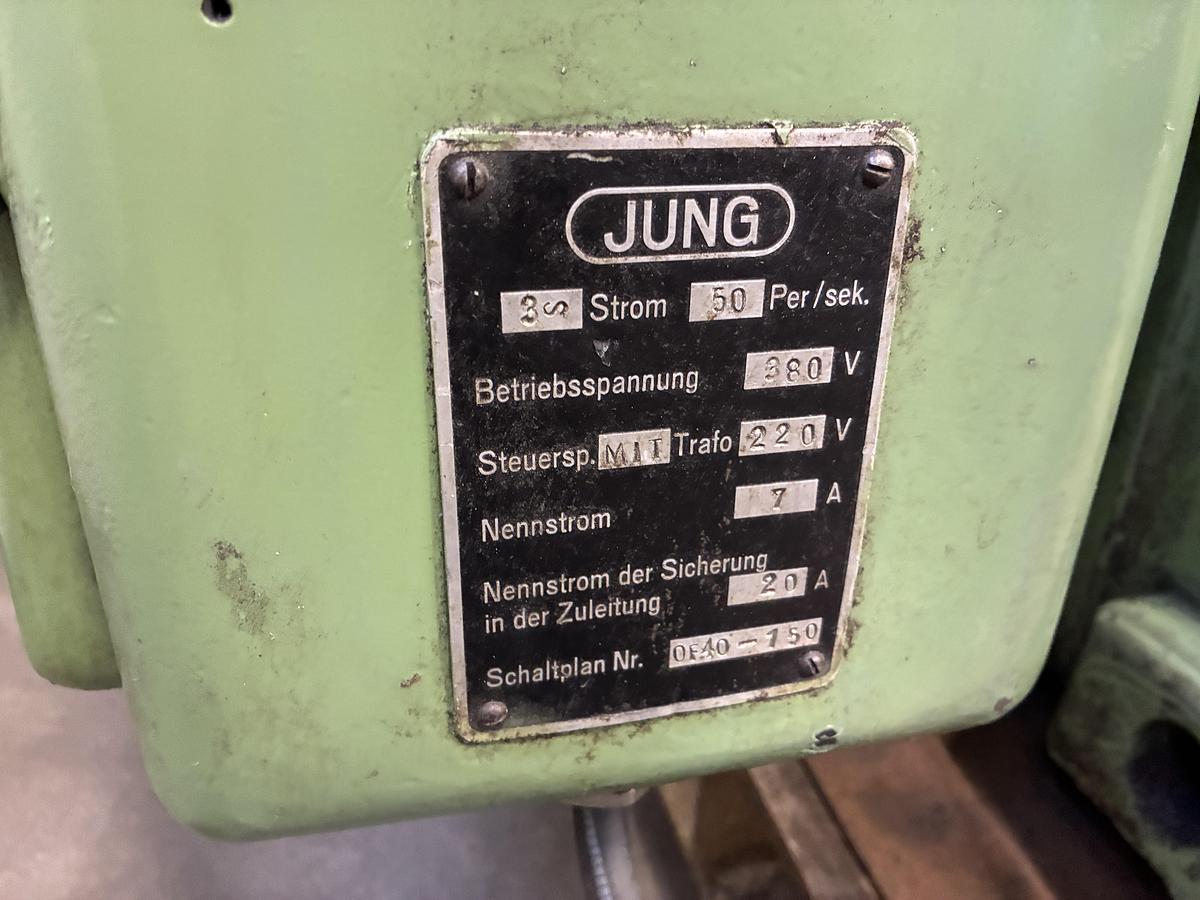 JUNG
3∾ Strom 50 Per/sek.
Betriebsspannung 380 V
Steuersp. MIT Trafo 220 V
Nennstrom 7 A
Nennstrom der Sicherung
in der Zuleitung 20 A
Schaltplan Nr. OF40-150